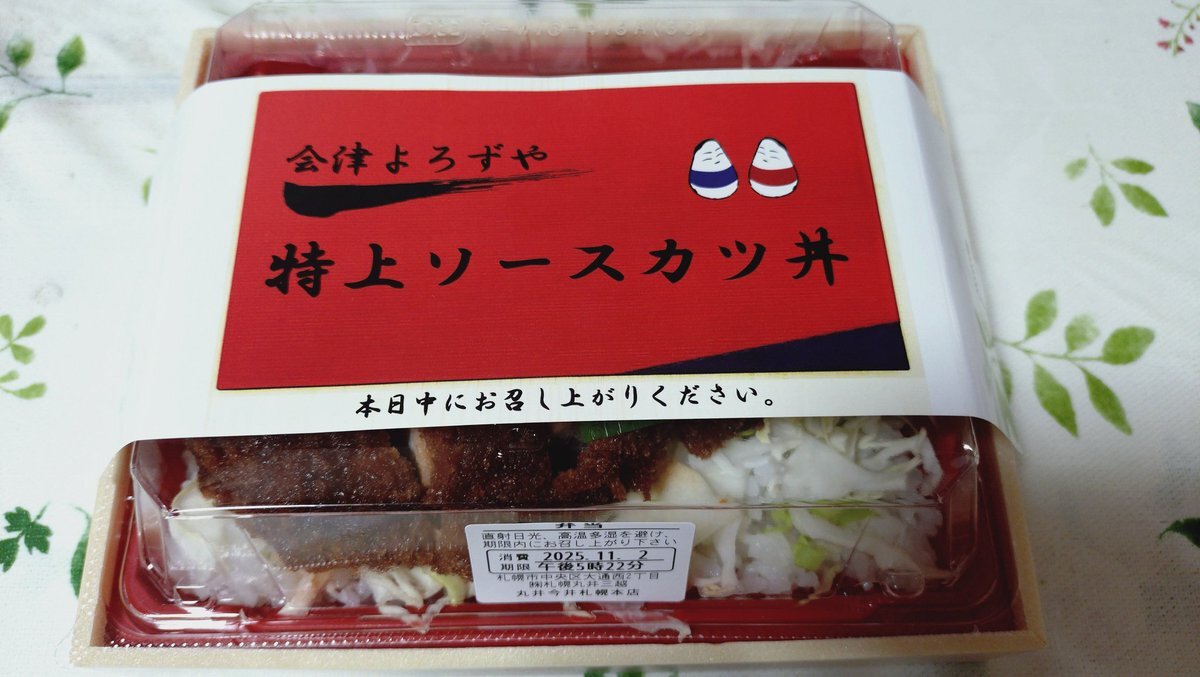 会津よろずや
特上ソースカツ丼
本日中にお召し上がりください。
弁当
直射日光、高温多湿を避け、
期限内にお召し上がり下さい
消費 2025.11. 2
期限 午後5時22分
札幌市中央区大通西2丁目
㈱札幌丸井三越
丸井今井札幌本店